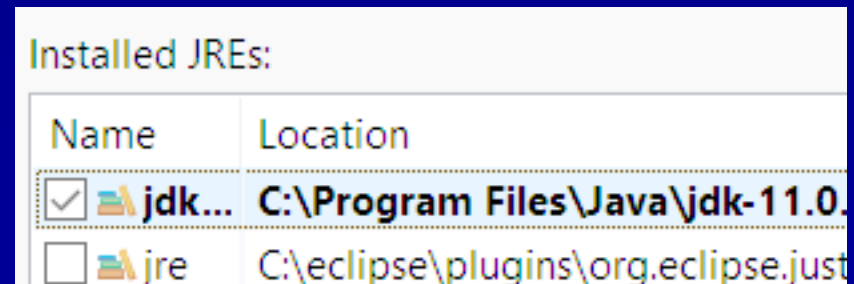 Installed JREs:
Name Location
jdk... C:\Program Files\Java\jdk-11.0.
jre C:\eclipse\plugins\org.eclipse.just